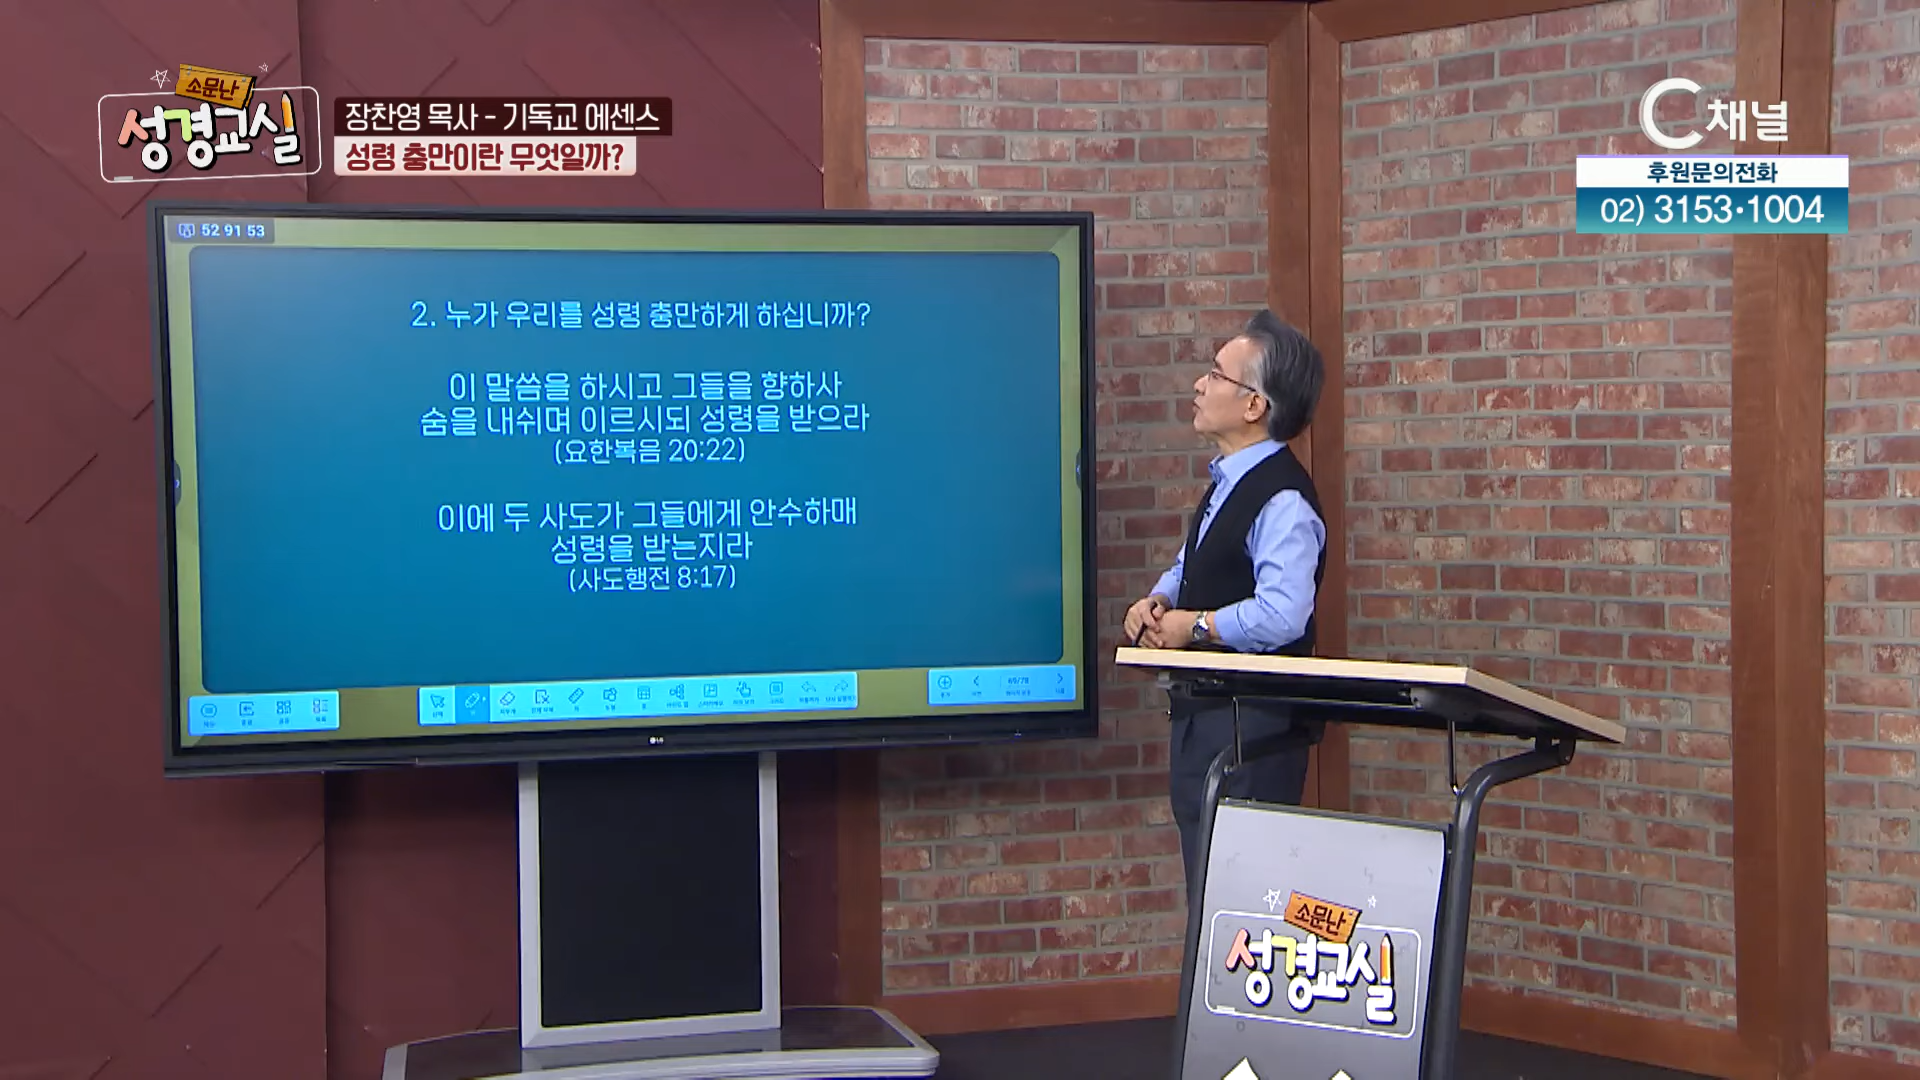 소문난
성경교실
장찬영 목사 - 기독교 에센스
성령 충만이란 무엇일까?
C채널
후원문의전화
02) 3153·1004
52 91 53
2. 누가 우리를 성령 충만하게 하십니까?
이 말씀을 하시고 그들을 향하사
숨을 내쉬며 이르시되 성령을 받으라
(요한복음 20:22)
이에 두 사도가 그들에게 안수하매
성령을 받는지라
(사도행전 8:17)
69/78
LG
소문난
성경교실